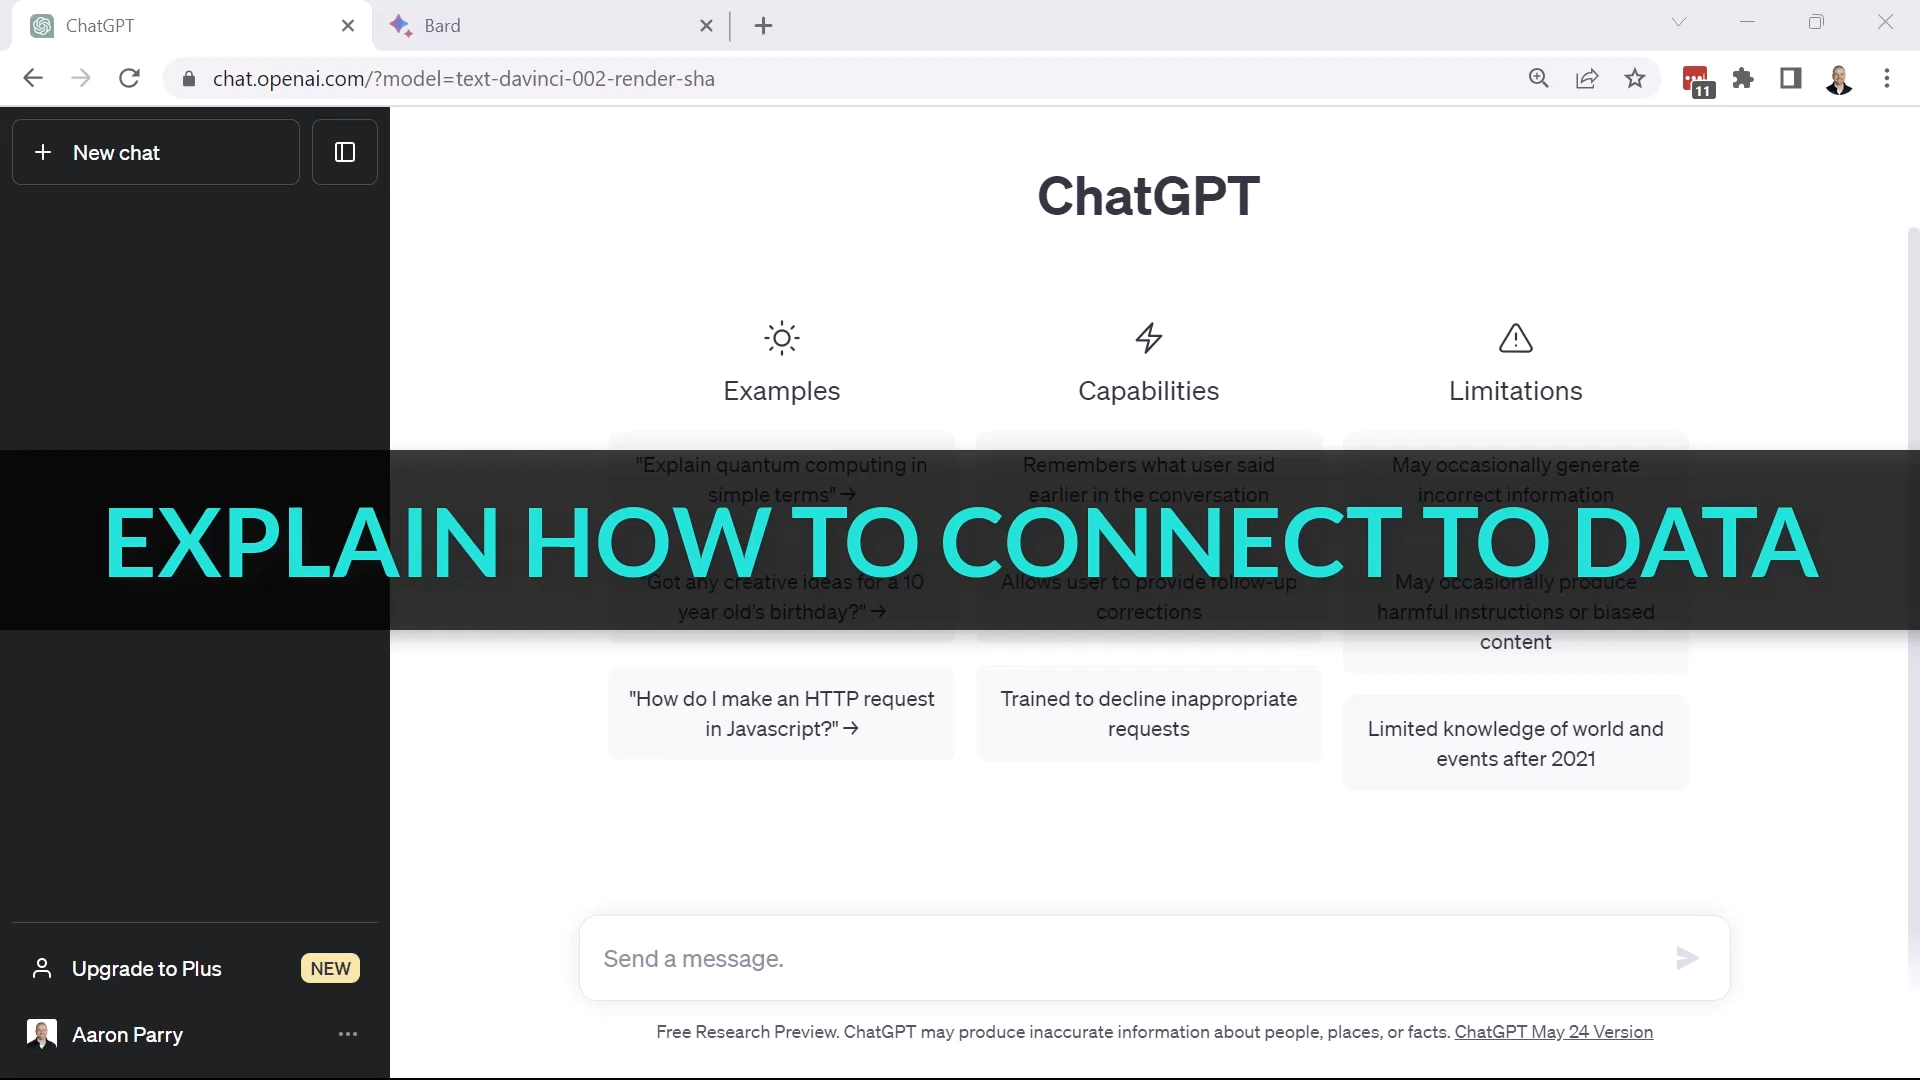 ChatGPT
Bard
chat.openai.com/?model=text-davinci-002-render-sha
11
New chat
ChatGPT
Examples
Capabilities
Limitations
"Explain quantum computing in
simple terms" →
Remembers what user said
earlier in the conversation
May occasionally generate
incorrect information
EXPLAIN HOW TO CONNECT TO DATA
"Got any creative ideas for a 10
year old's birthday?" →
Allows user to provide follow-up
corrections
May occasionally produce
harmful instructions or biased
content
"How do I make an HTTP request
in Javascript?" →
Trained to decline inappropriate
requests
Limited knowledge of world and
events after 2021
Upgrade to Plus
NEW
Aaron Parry
Send a message.
Free Research Preview. ChatGPT may produce inaccurate information about people, places, or facts. ChatGPT May 24 Version